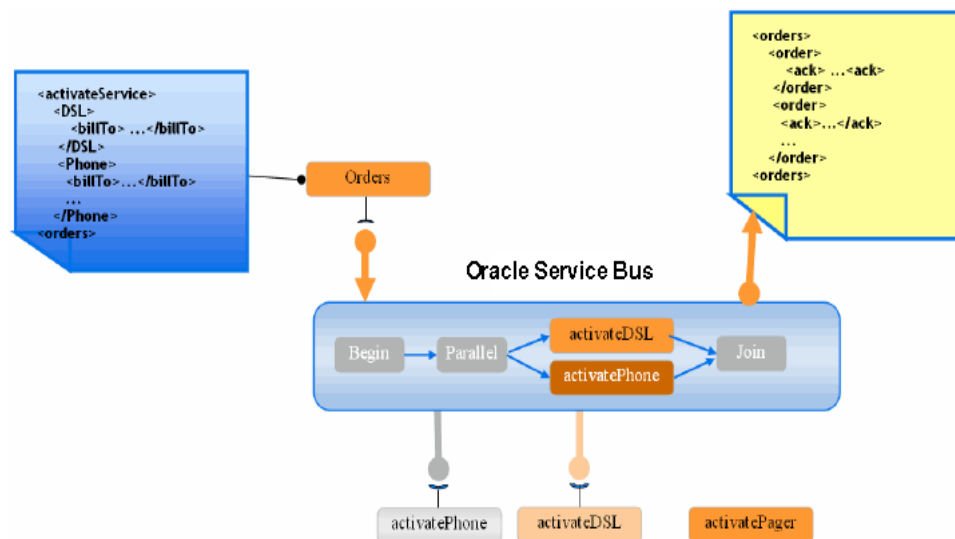 <activateService>
<DSL>
<billTo> ...</billTo>
</DSL>
<Phone>
<billTo>...</billTo>
...
</Phone>
<orders>
Orders
<orders>
<order>
<ack> ...<ack>
</order>
<order>
<ack>...</ack>
...
</order>
<orders>
Oracle Service Bus
Begin
Parallel
activateDSL
activatePhone
Join
activatePhone
activateDSL
activatePager